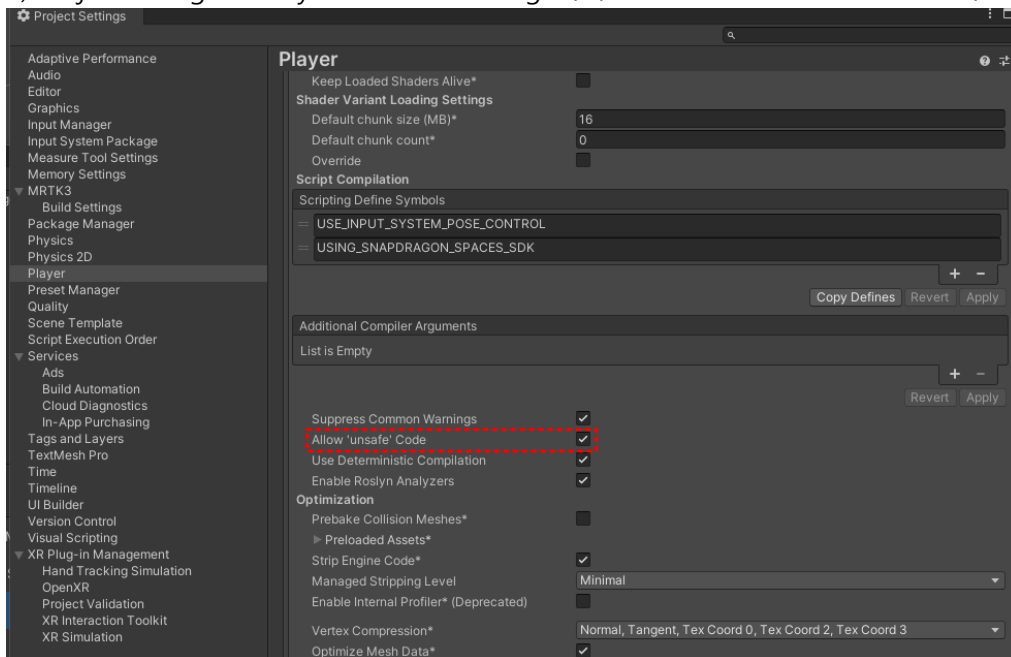 Project Settings
Adaptive Performance
Audio
Editor
Graphics
Input Manager
Input System Package
Measure Tool Settings
Memory Settings
MRTK3
Build Settings
Package Manager
Physics
Physics 2D
Player
Preset Manager
Quality
Scene Template
Script Execution Order
Services
Ads
Build Automation
Cloud Diagnostics
In-App Purchasing
Tags and Layers
TextMesh Pro
Time
Timeline
UI Builder
Version Control
Visual Scripting
XR Plug-in Management
Hand Tracking Simulation
OpenXR
Project Validation
XR Interaction Toolkit
XR Simulation
Player
Keep Loaded Shaders Alive*
Shader Variant Loading Settings
Default chunk size (MB)* 16
Default chunk count* 0
Override
Script Compilation
Scripting Define Symbols
USE_INPUT_SYSTEM_POSE_CONTROL
USING_SNAPDRAGON_SPACES_SDK
+ -
Copy Defines Revert Apply
Additional Compiler Arguments
List is Empty
+ -
Revert Apply
Suppress Common Warnings
Allow 'unsafe' Code
Use Deterministic Compilation
Enable Roslyn Analyzers
Optimization
Prebake Collision Meshes*
Preloaded Assets*
Strip Engine Code*
Managed Stripping Level Minimal
Enable Internal Profiler* (Deprecated)
Vertex Compression* Normal, Tangent, Tex Coord 0, Tex Coord 2, Tex Coord 3
Optimize Mesh Data*